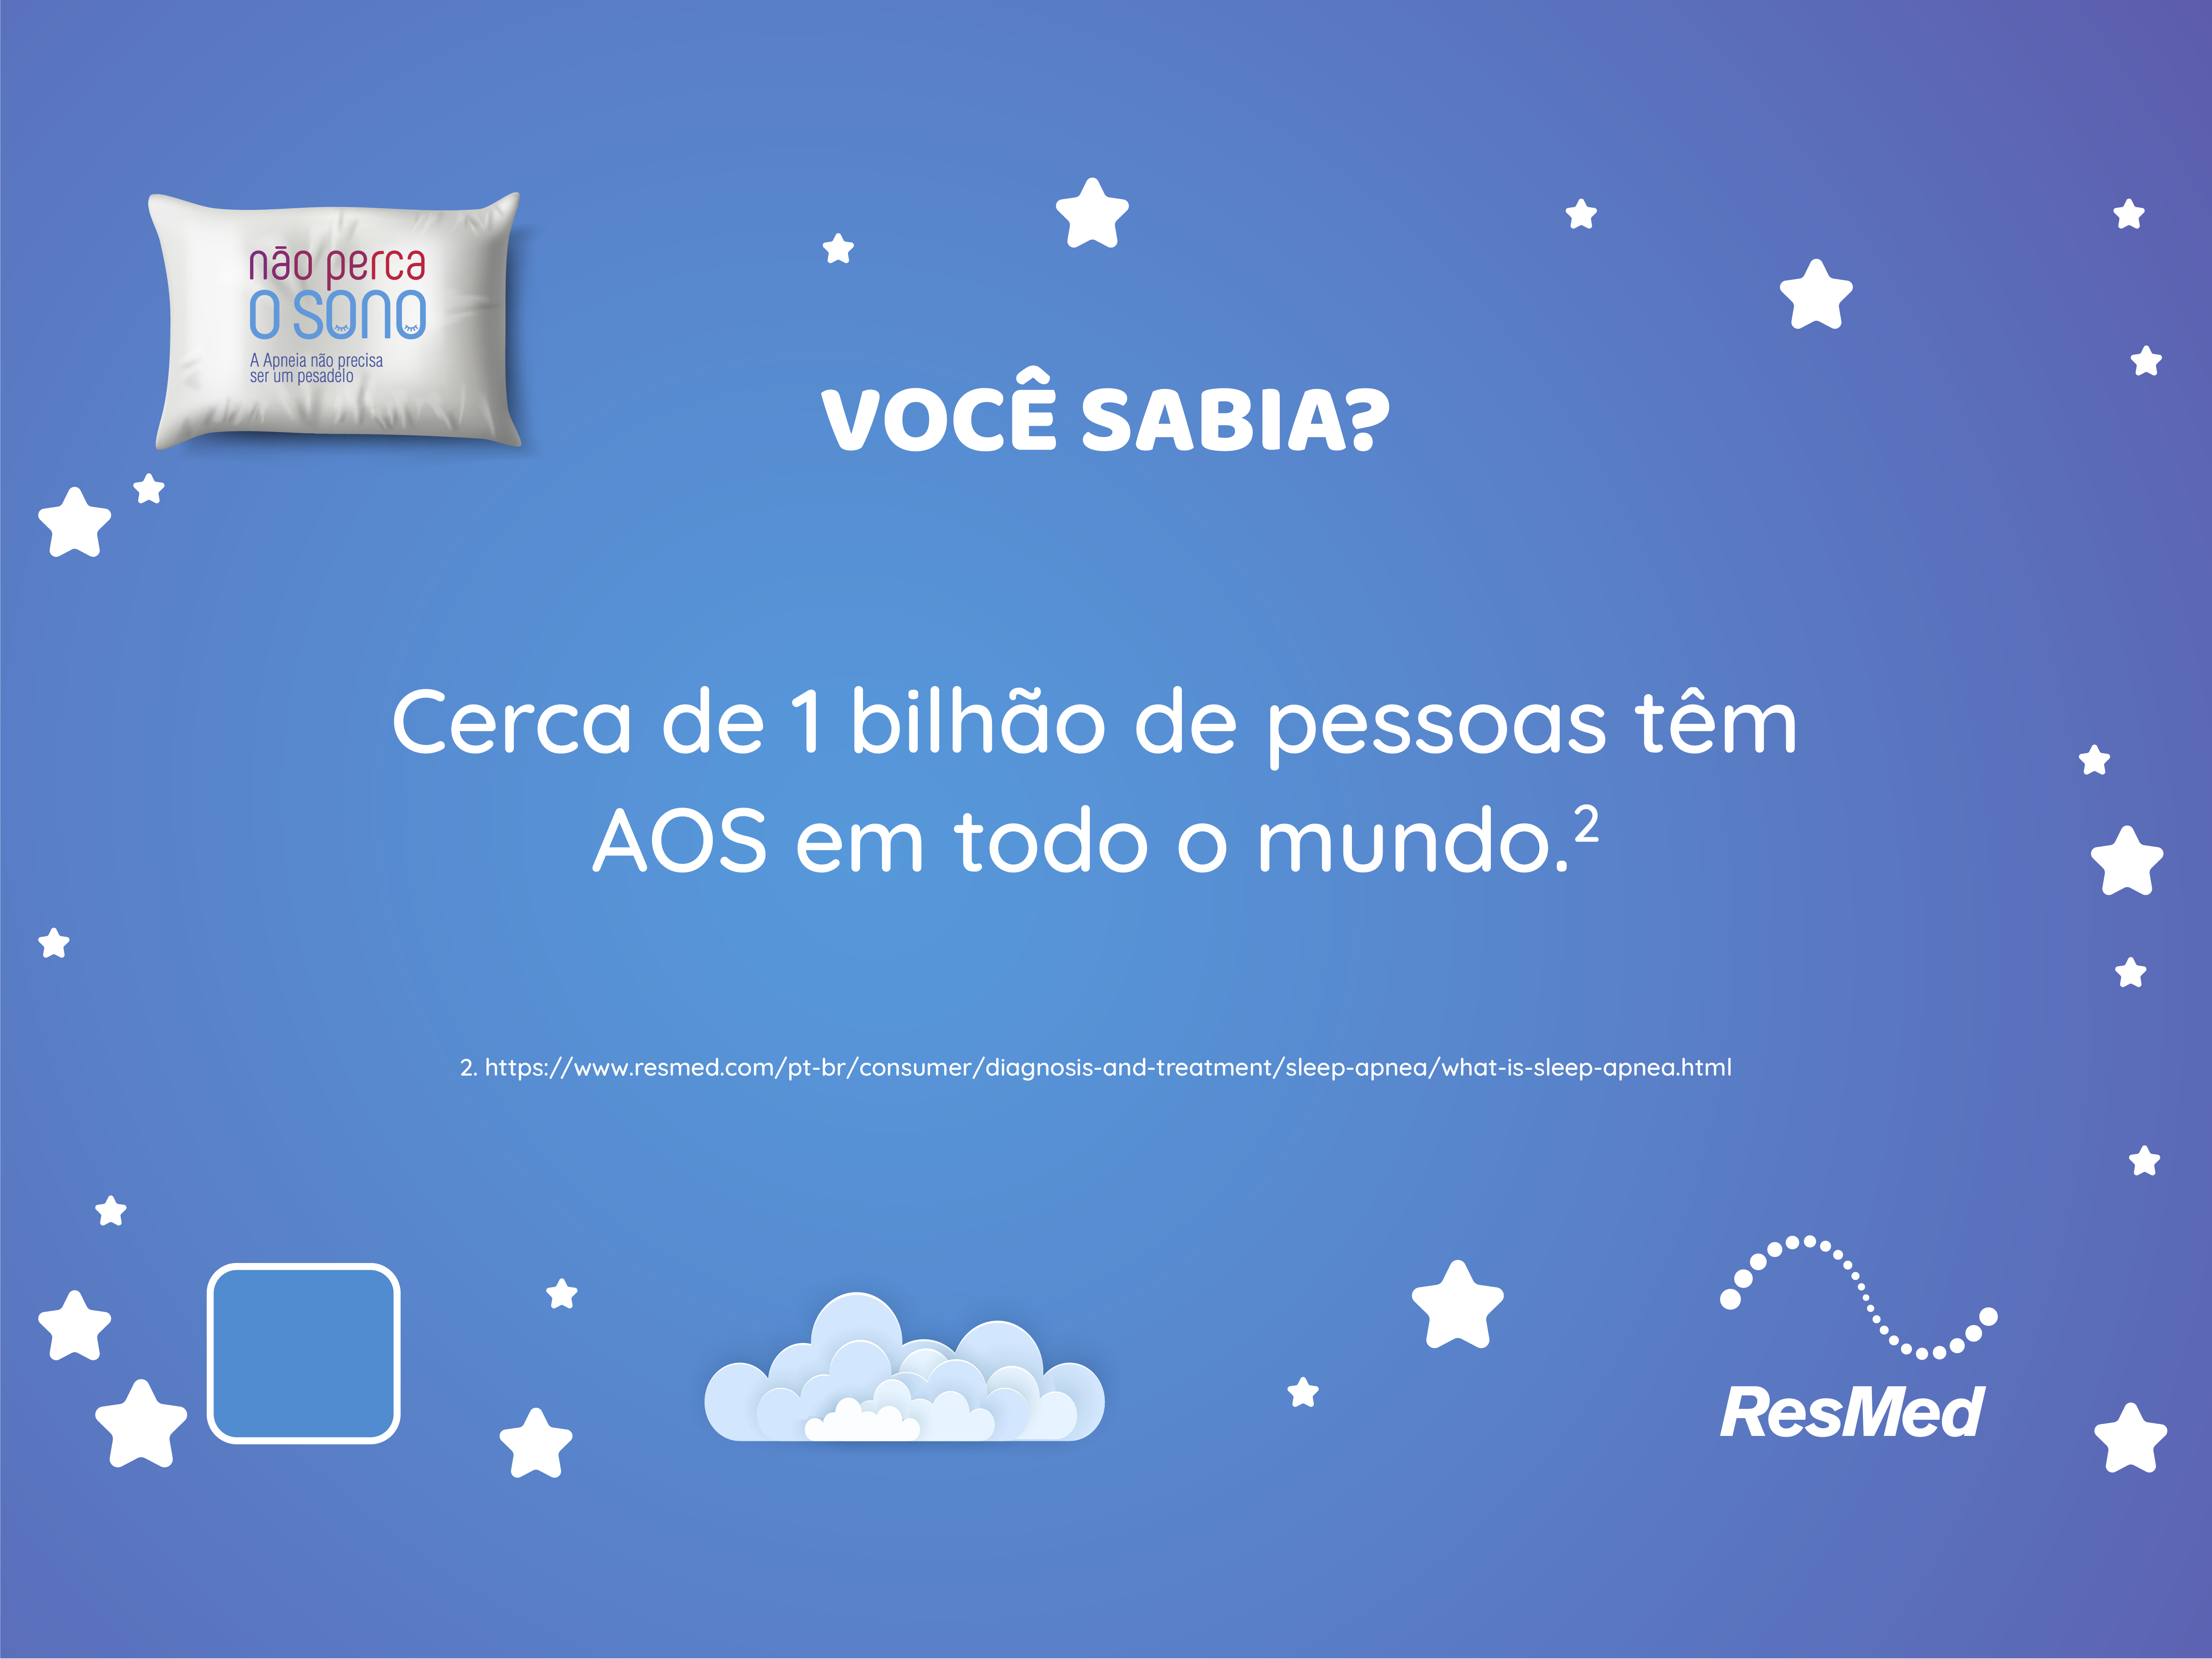 não perca
o sono
A Apneia não precisa
ser um pesadelo
VOCÊ SABIA?
Cerca de 1 bilhão de pessoas têm
AOS em todo o mundo.²
2. https://www.resmed.com/pt-br/consumer/diagnosis-and-treatment/sleep-apnea/what-is-sleep-apnea.html
ResMed